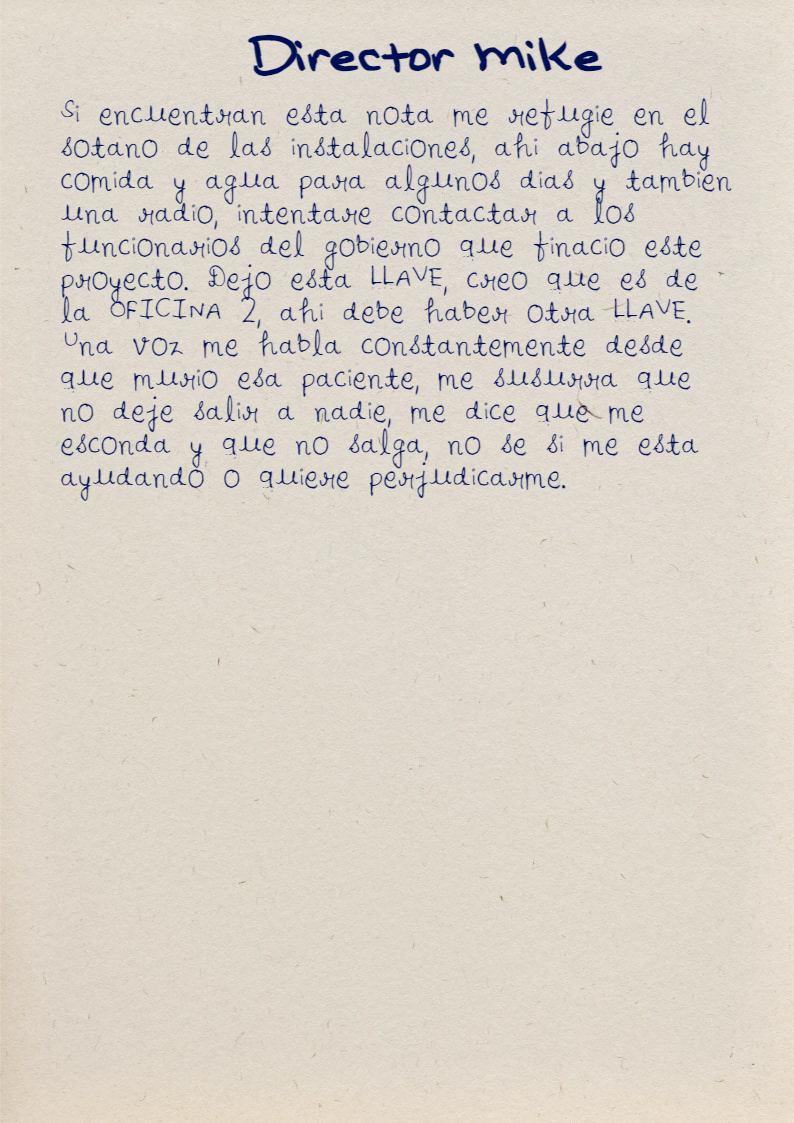 Director Mike
Si encuentran esta nota me refugie en el
sotano de las instalaciones, ahi abajo hay
comida y agua para algunos dias y tambien
una radio, intentare contactar a los
funcionarios del gobierno que finacio este
proyecto. Dejo esta LLAVE, creo que es de
la OFICINA 2, ahi debe haber otra LLAVE.
Una voz me habla constantemente desde
que murio esa paciente, me susurra que
no deje salir a nadie, me dice que me
esconda y que no salga, no se si me esta
ayudando o quiere perjudicarme.